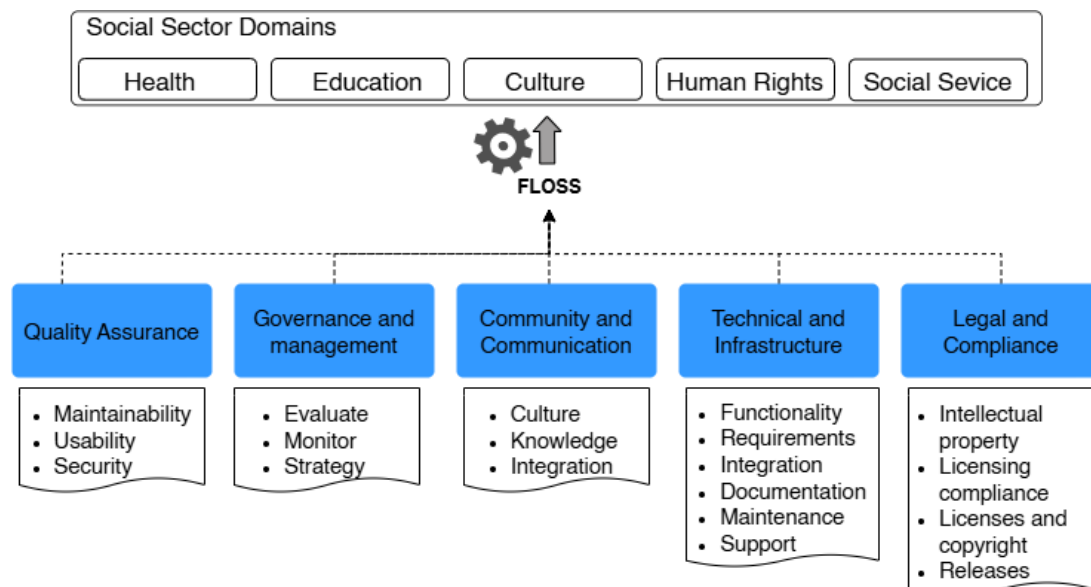 Social Sector Domains
Health
Education
Culture
Human Rights
Social Sevice
FLOSS
Quality Assurance
Governance and
management
Community and
Communication
Technical and
Infrastructure
Legal and
Compliance
• Maintainability
• Usability
• Security
• Evaluate
• Monitor
• Strategy
• Culture
• Knowledge
• Integration
• Functionality
• Requirements
• Integration
• Documentation
• Maintenance
• Support
• Intellectual
property
• Licensing
compliance
• Licenses and
copyright
• Releases